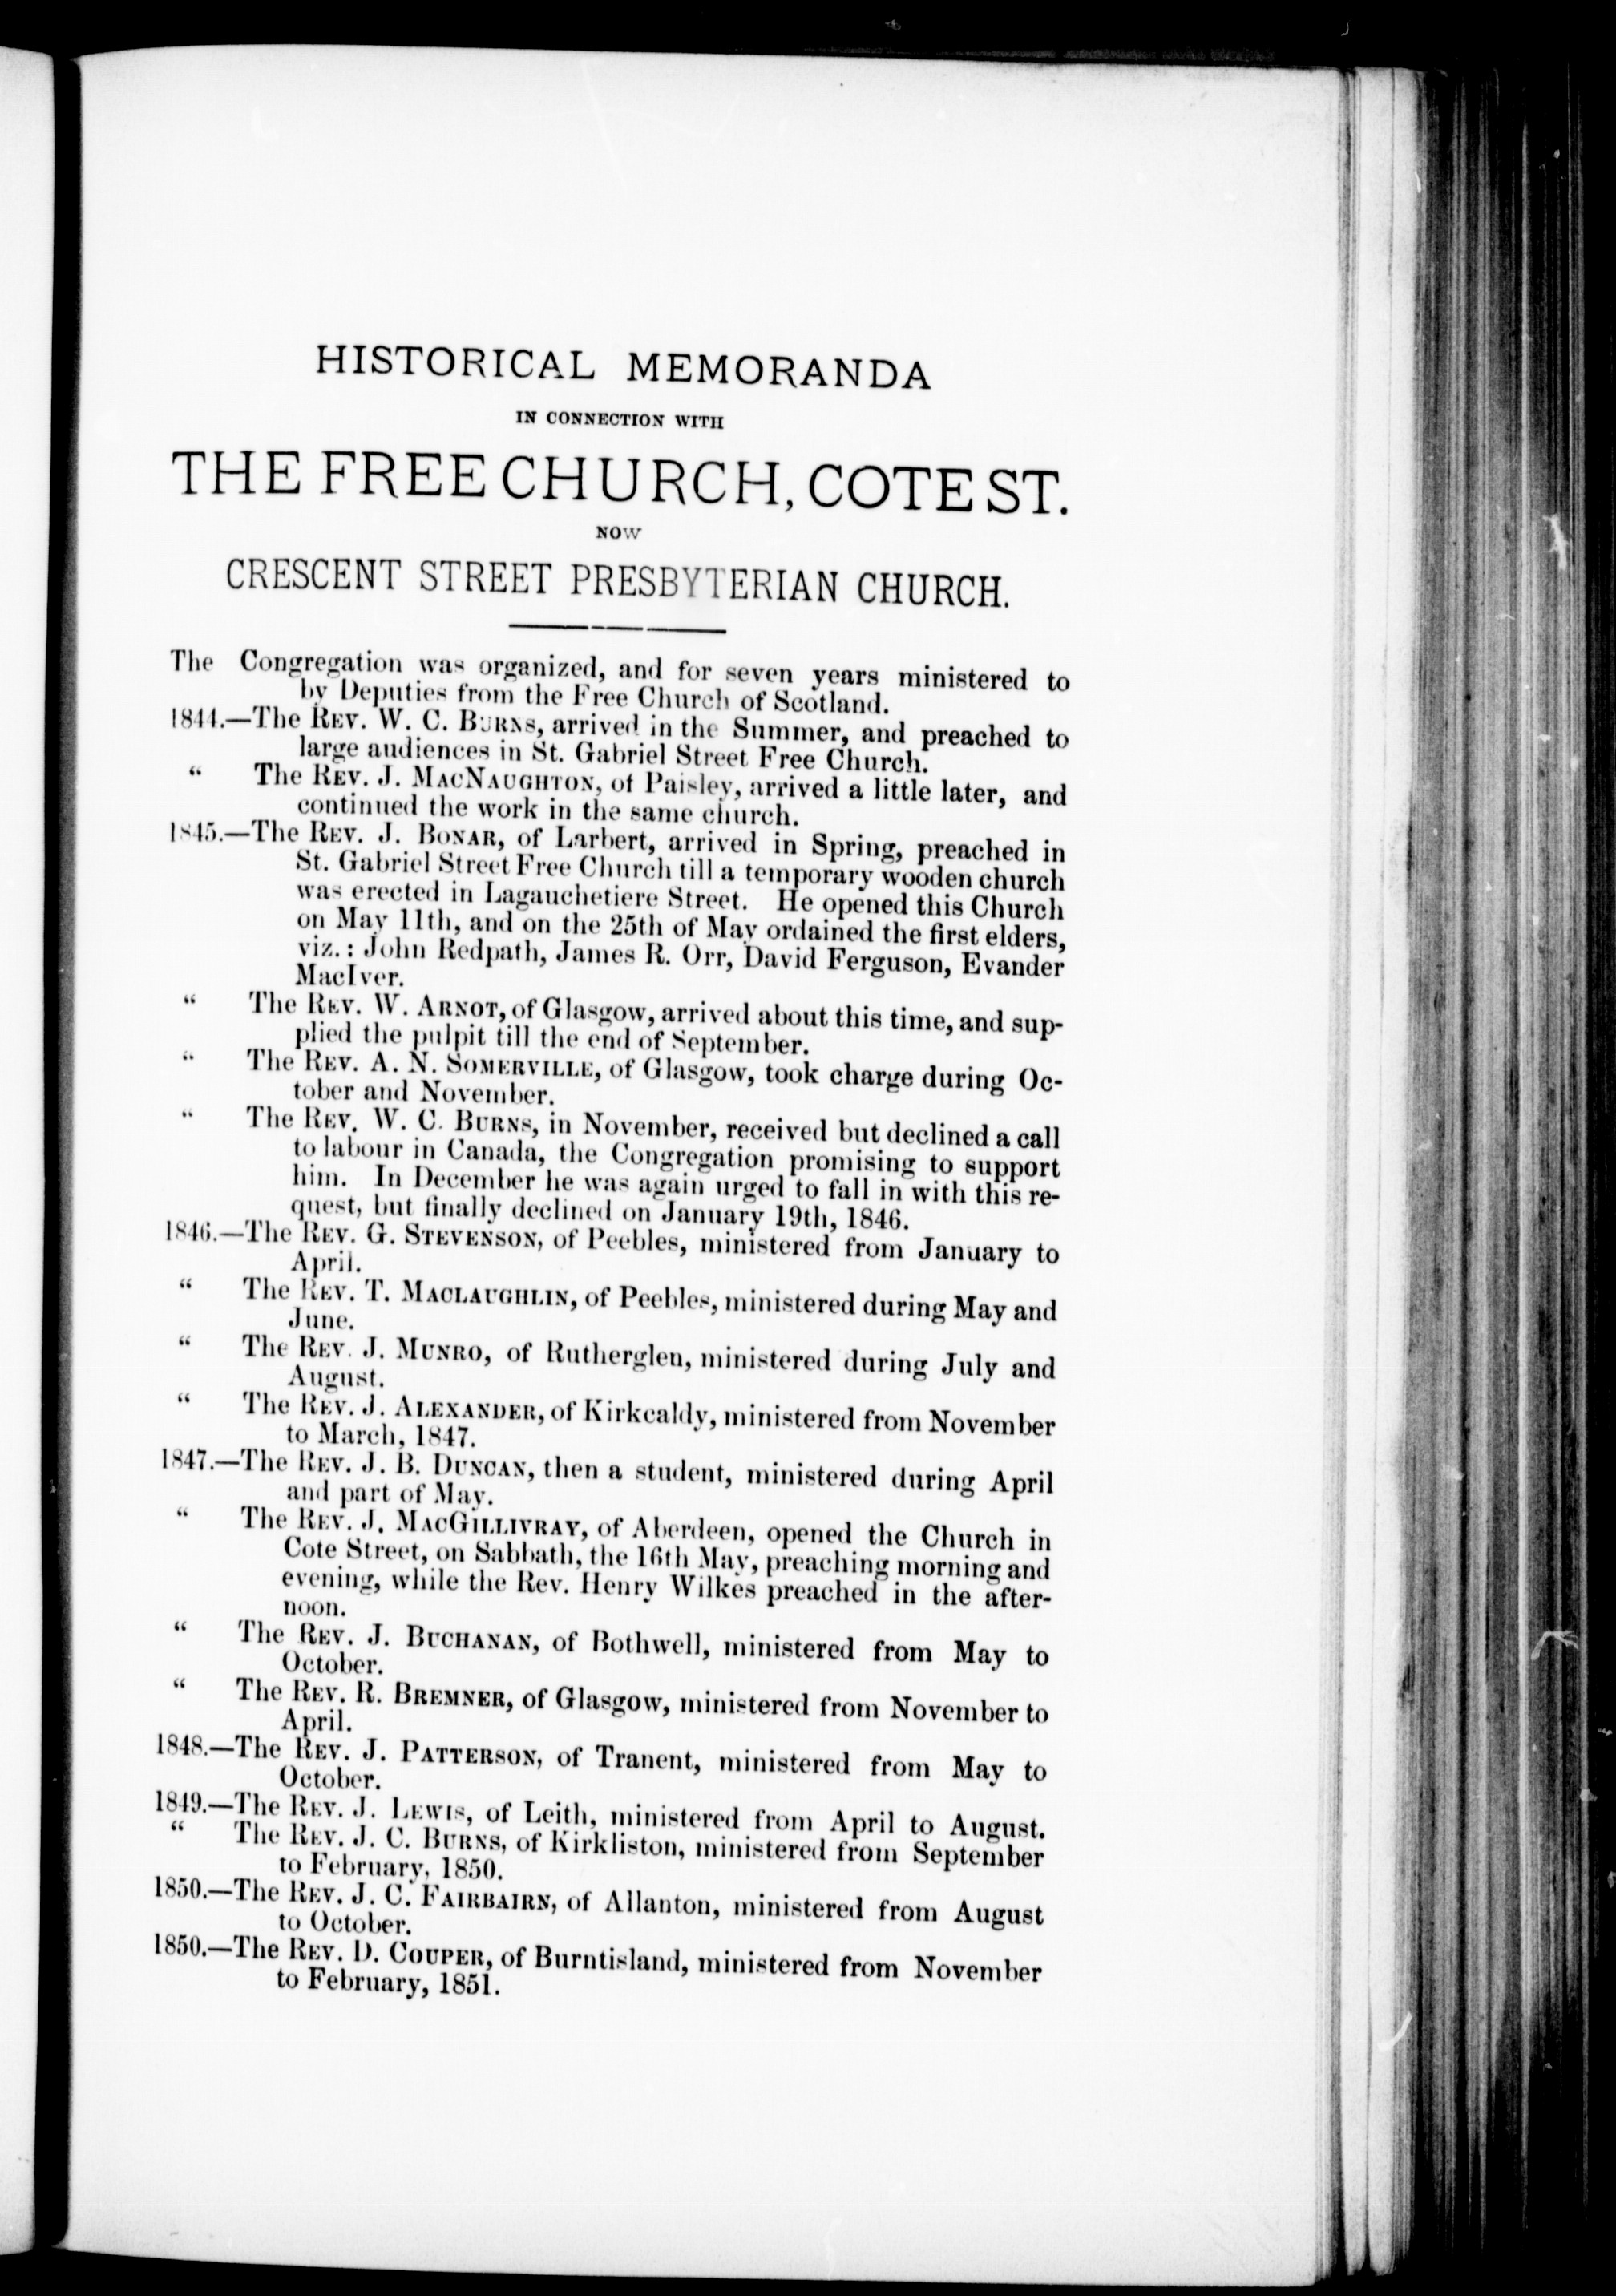 HISTORICAL MEMORANDA
IN CONNECTION WITH
THE FREE CHURCH, COTE ST.
NOW
CRESCENT STREET PRESBYTERIAN CHURCH.
The Congregation was organized, and for seven years ministered to
by Deputies from the Free Church of Scotland.
1844.—The REV. W. C. BURNS, arrived in the Summer, and preached to
large audiences in St. Gabriel Street Free Church.
“ The REV. J. MACNAUGHTON, of Paisley, arrived a little later, and
continued the work in the same church.
1845.—The REV. J. BONAR, of Larbert, arrived in Spring, preached in
St. Gabriel Street Free Church till a temporary wooden church
was erected in Lagauchetiere Street. He opened this Church
on May 11th, and on the 25th of May ordained the first elders,
viz.: John Redpath, James R. Orr, David Ferguson, Evander
MacIver.
“ The REV. W. ARNOT, of Glasgow, arrived about this time, and sup-
plied the pulpit till the end of September.
“ The REV. A. N. SOMERVILLE, of Glasgow, took charge during Oc-
tober and November.
“ The REV. W. C. BURNS, in November, received but declined a call
to labour in Canada, the Congregation promising to support
him. In December he was again urged to fall in with this re-
quest, but finally declined on January 19th, 1846.
1846.—The REV. G. STEVENSON, of Peebles, ministered from January to
April.
“ The REV. T. MACLAUGHLIN, of Peebles, ministered during May and
June.
“ The REV. J. MUNRO, of Rutherglen, ministered during July and
August.
“ The REV. J. ALEXANDER, of Kirkcaldy, ministered from November
to March, 1847.
1847.—The REV. J. B. DUNCAN, then a student, ministered during April
and part of May.
“ The REV. J. MACGILLIVRAY, of Aberdeen, opened the Church in
Cote Street, on Sabbath, the 16th May, preaching morning and
evening, while the Rev. Henry Wilkes preached in the after-
noon.
“ The REV. J. BUCHANAN, of Bothwell, ministered from May to
October.
“ The REV. R. BREMNER, of Glasgow, ministered from November to
April.
1848.—The REV. J. PATTERSON, of Tranent, ministered from May to
October.
1849.—The REV. J. LEWIS, of Leith, ministered from April to August.
“ The REV. J. C. BURNS, of Kirkliston, ministered from September
to February, 1850.
1850.—The REV. J. C. FAIRBAIRN, of Allanton, ministered from August
to October.
1850.—The REV. D. COUPER, of Burntisland, ministered from November
to February, 1851.